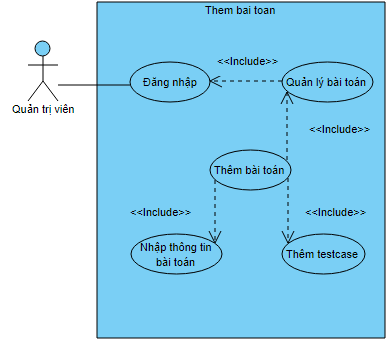 Them bai toan
<<Include>>
Đăng nhập
Quản lý bài toán
Quản trị viên
<<Include>>
Thêm bài toán
<<Include>>
<<Include>>
Nhập thông tin
bài toán
Thêm testcase